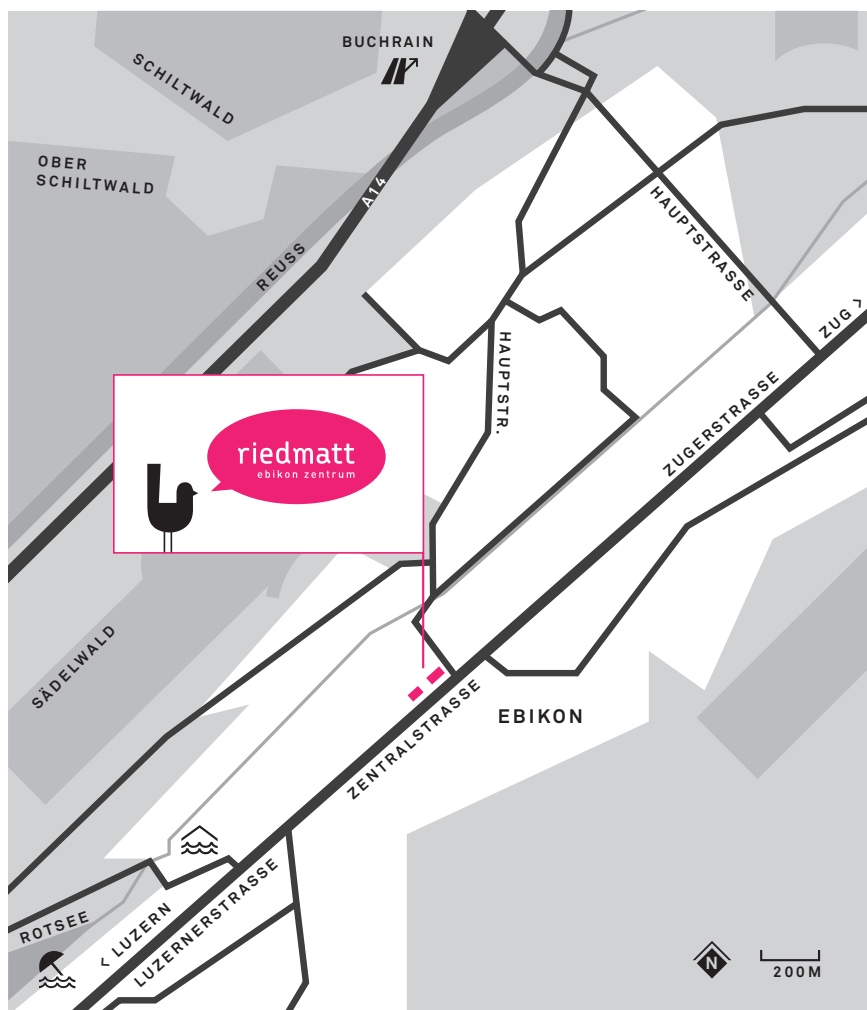 BUCHRAIN
SCHILTWALD
OBER
SCHILTWALD
A14
HAUPTSTRASSE
REUSS
ZUG >
HAUPTSTR.
ZUGERSTRASSE
riedmatt
ebikon zentrum
SÄDELWALD
ZENTRALSTRASSE
EBIKON
LUZERNERSTRASSE
< LUZERN
ROTSEE
N
200M